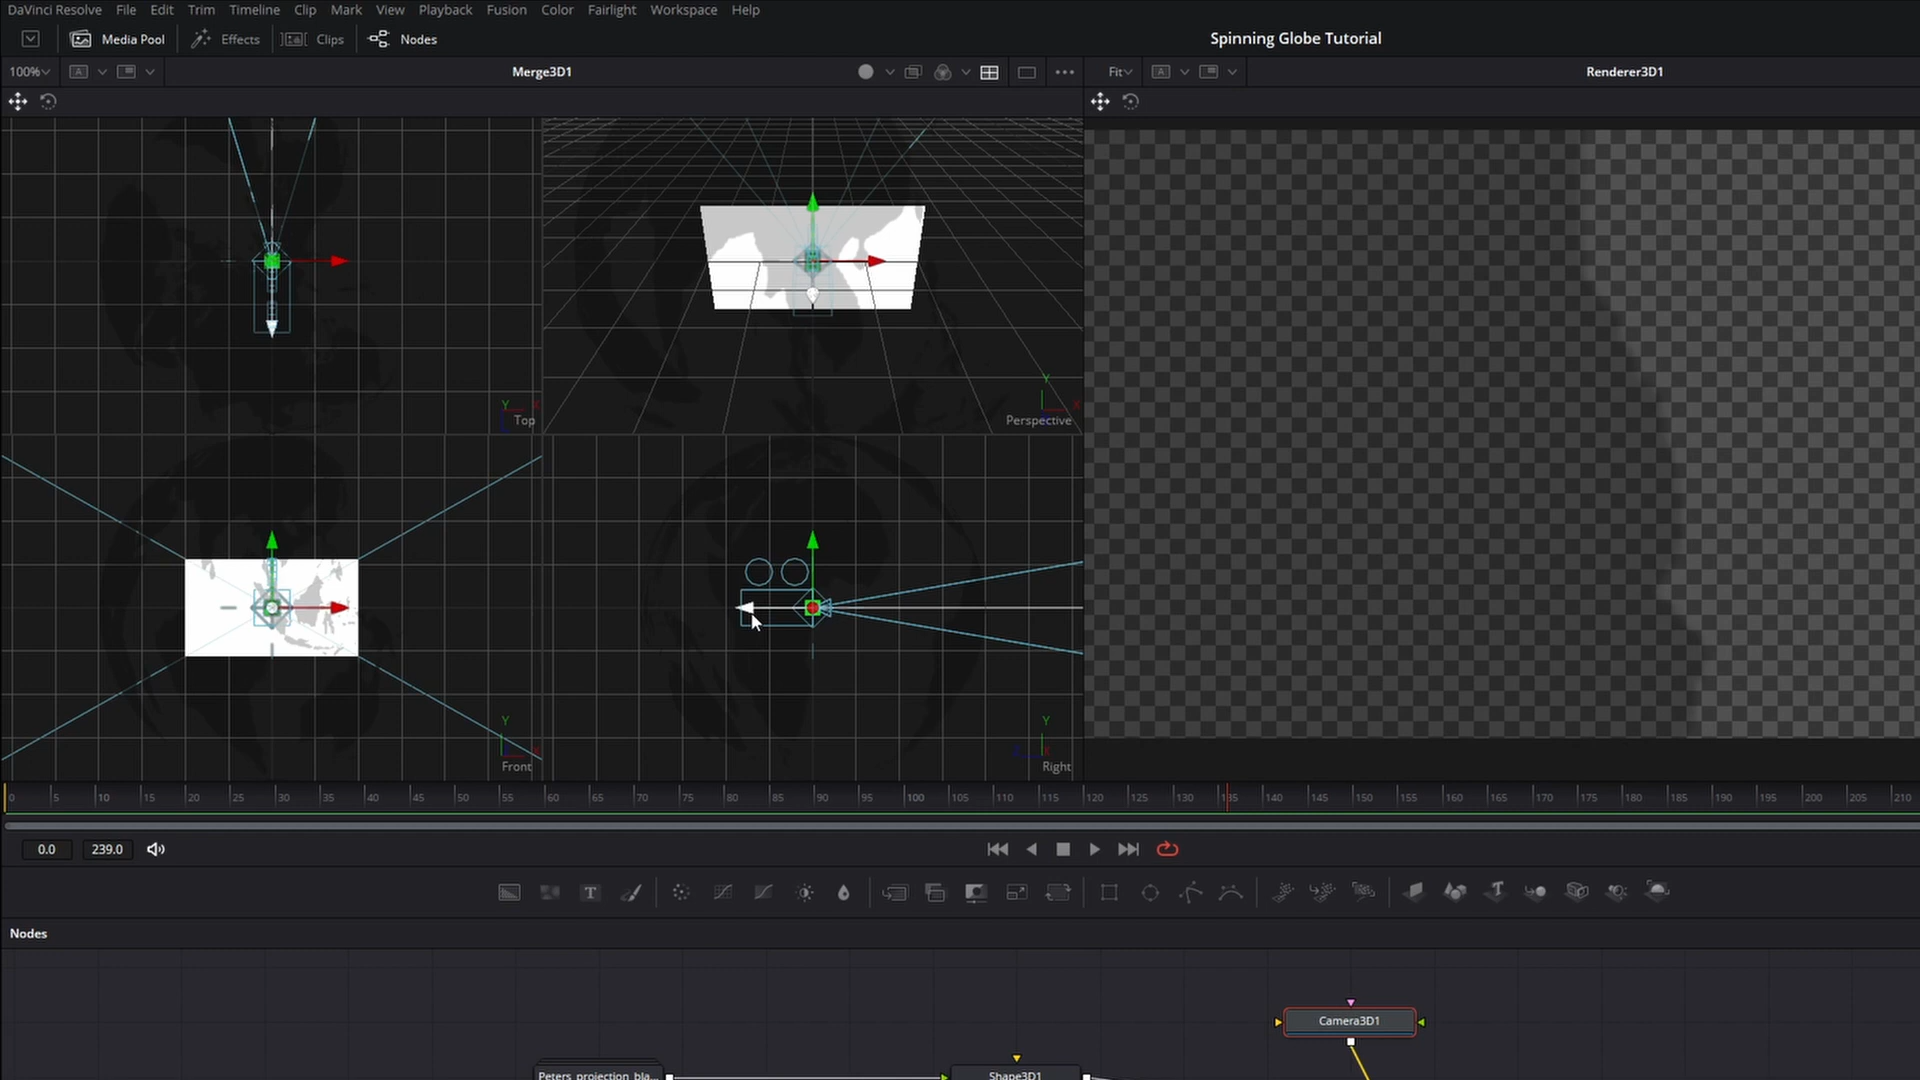 DaVinci Resolve File Edit Trim Timeline Clip Mark View Playback Fusion Color Fairlight Workspace Help
Media Pool Effects Clips Nodes Spinning Globe Tutorial
100% A Merge3D1 Fit A Renderer3D1
Y X
Top
Y X
Perspective
Y X
Front
Y X
Right
0 5 10 15 20 25 30 35 40 45 50 55 60 65 70 75 80 85 90 95 100 105 110 115 120 125 130 135 140 145 150 155 160 165 170 175 180 185 190 195 200 205 210
0.0 239.0
T T
Nodes
Camera3D1
Peters_projection_bla... Shape3D1